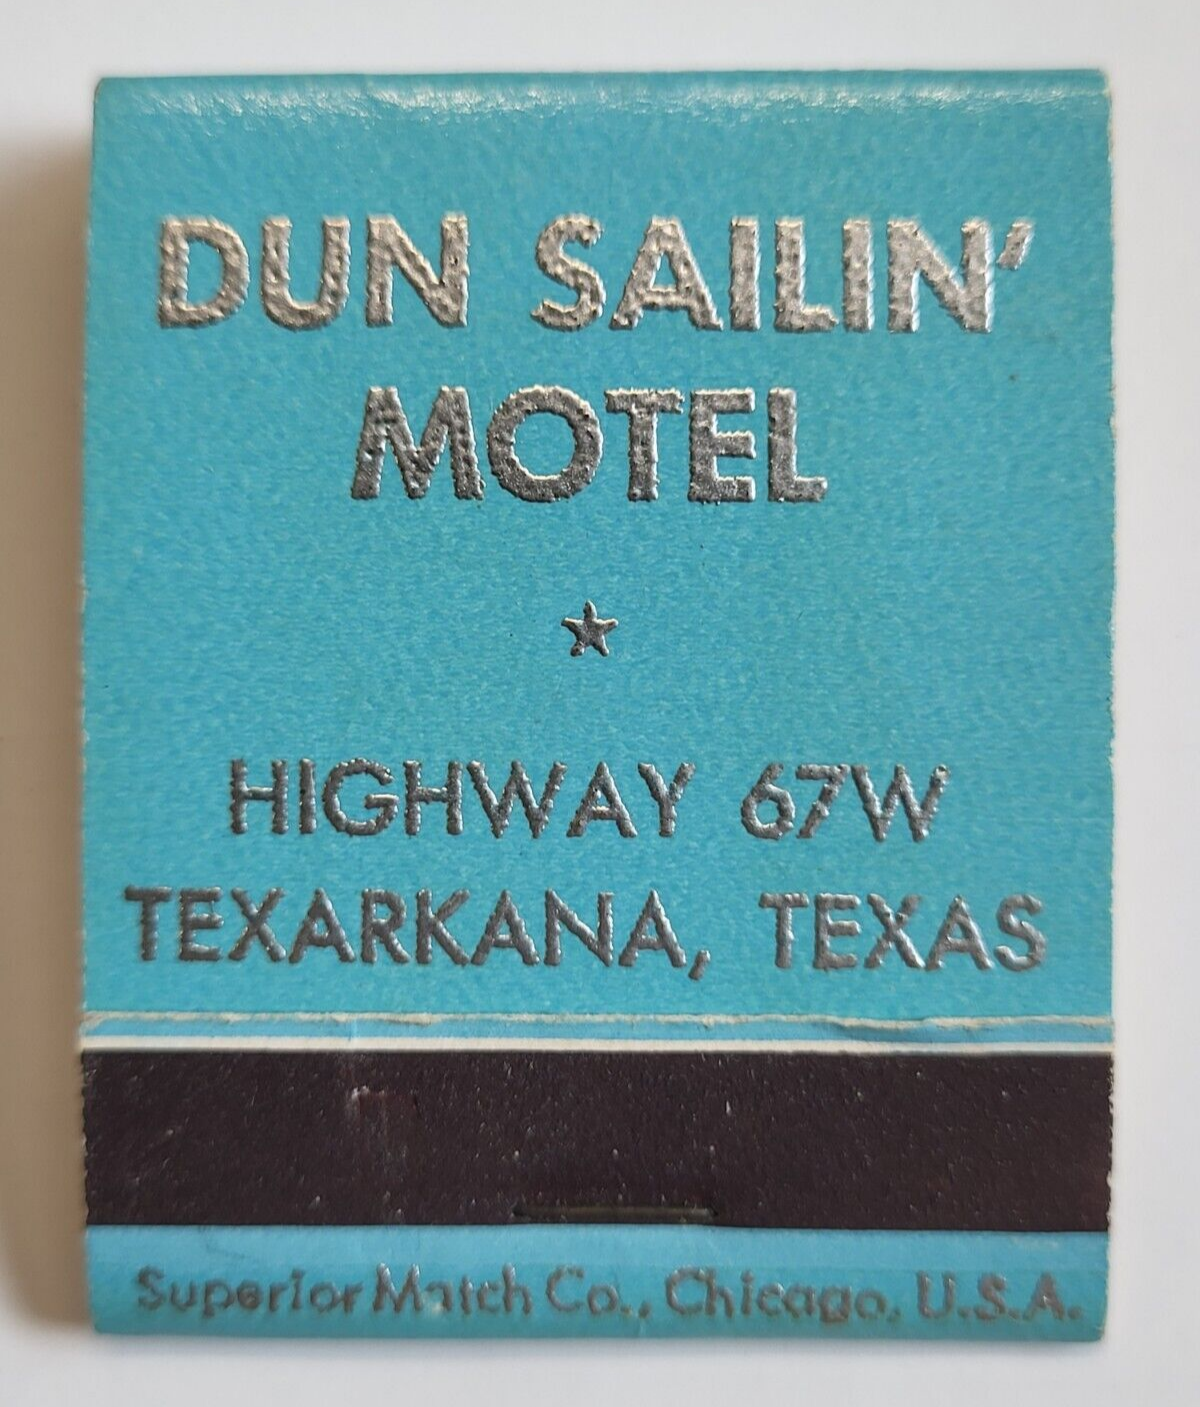 DUN SAILIN'
MOTEL
HIGHWAY 67W
TEXARKANA, TEXAS
Superior Match Co., Chicago, U.S.A.